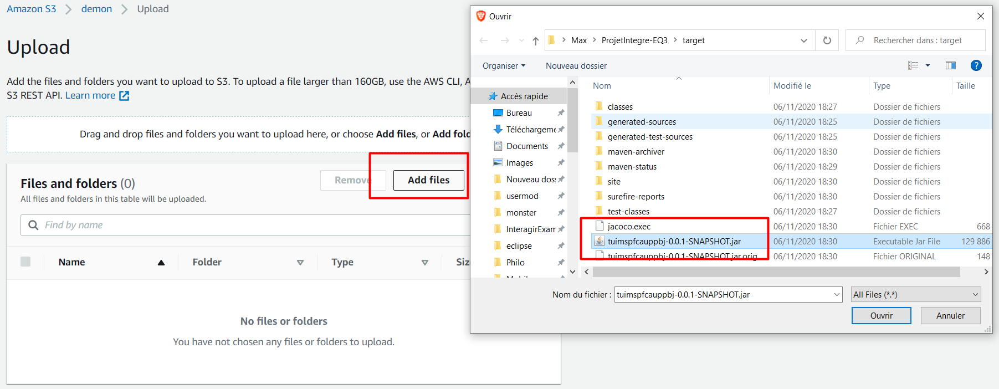 Amazon S3 demon Upload
Upload
Add the files and folders you want to upload to S3. To upload a file larger than 160GB, use the AWS CLI, A
S3 REST API. Learn more
Drag and drop files and folders you want to upload here, or choose Add files, or Add fold
Files and folders (0)
All files and folders in this table will be uploaded.
Remove
Add files
Find by name
Name Folder Type Siz
No files or folders
You have not chosen any files or folders to upload.
Ouvrir
Max ProjetIntegre-EQ3 target
Rechercher dans : target
Organiser Nouveau dossier
?
Accès rapide
Bureau
Téléchargeme
Documents
Images
Nouveau dos
usermod
monster
InteragirExam
eclipse
Philo
Nom Modifié le Type Taille
classes 06/11/2020 18:27 Dossier de fichiers
generated-sources 06/11/2020 18:25 Dossier de fichiers
generated-test-sources 06/11/2020 18:25 Dossier de fichiers
maven-archiver 06/11/2020 18:30 Dossier de fichiers
maven-status 06/11/2020 18:29 Dossier de fichiers
site 06/11/2020 18:30 Dossier de fichiers
surefire-reports 06/11/2020 18:30 Dossier de fichiers
test-classes 06/11/2020 18:27 Dossier de fichiers
jacoco.exec 06/11/2020 18:30 Fichier EXEC 668
tuimspfcauppbj-0.0.1-SNAPSHOT.jar 06/11/2020 18:30 Executable Jar File 129 886
tuimspfcauppbj-0.0.1-SNAPSHOT.jar.orig 06/11/2020 18:30 Fichier ORIGINAL 148
Nom du fichier : tuimspfcauppbj-0.0.1-SNAPSHOT.jar All Files (*.*)
Ouvrir Annuler